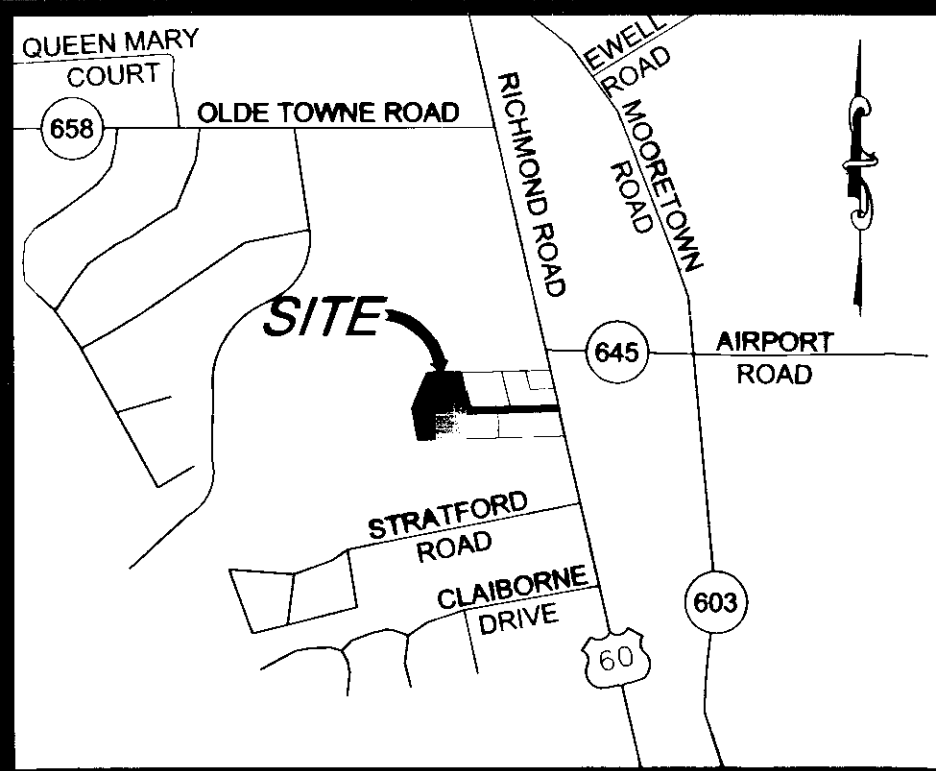 QUEEN MARY
COURT
658
OLDE TOWNE ROAD
RICHMOND ROAD
EWELL
ROAD
MOORETOWN
ROAD
SITE
645
AIRPORT
ROAD
STRATFORD
ROAD
CLAIBORNE
DRIVE
603
60